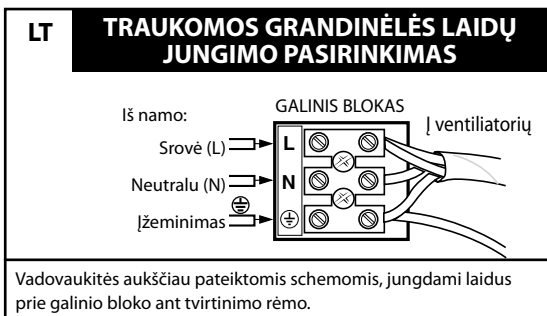 LT
TRAUKOMOS GRANDINĖLĖS LAIDŲ
JUNGIMO PASIRINKIMAS
Iš namo:
GALINIS BLOKAS
Į ventiliatorių
Srovė (L)
L
Neutralu (N)
N
Įžeminimas
Vadovaukitės aukščiau pateiktomis schemomis, jungdami laidus
prie galinio bloko ant tvirtinimo rėmo.